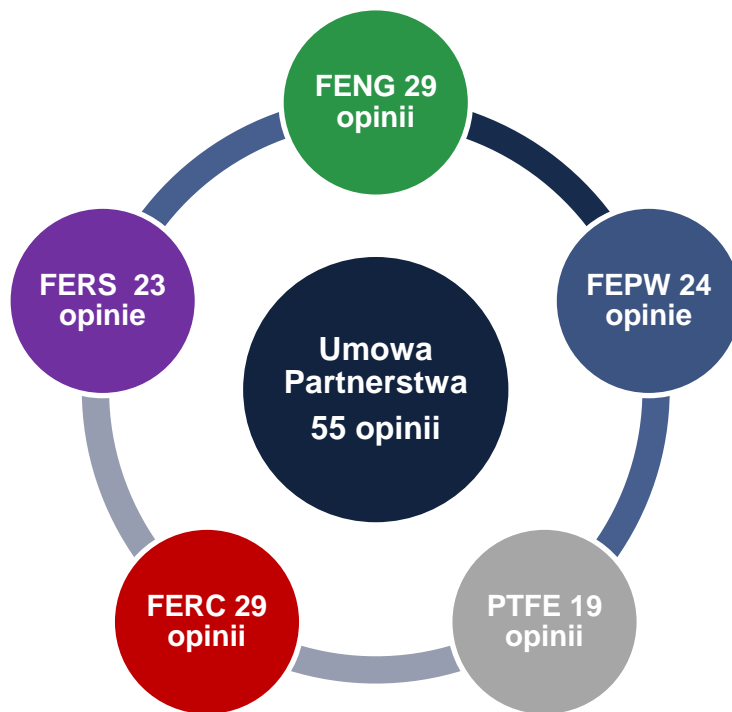 FENG 29
opinii
FERS 23
opinie
FEPW 24
opinie
Umowa
Partnerstwa
55 opinii
FERC 29
opinii
PTFE 19
opinii